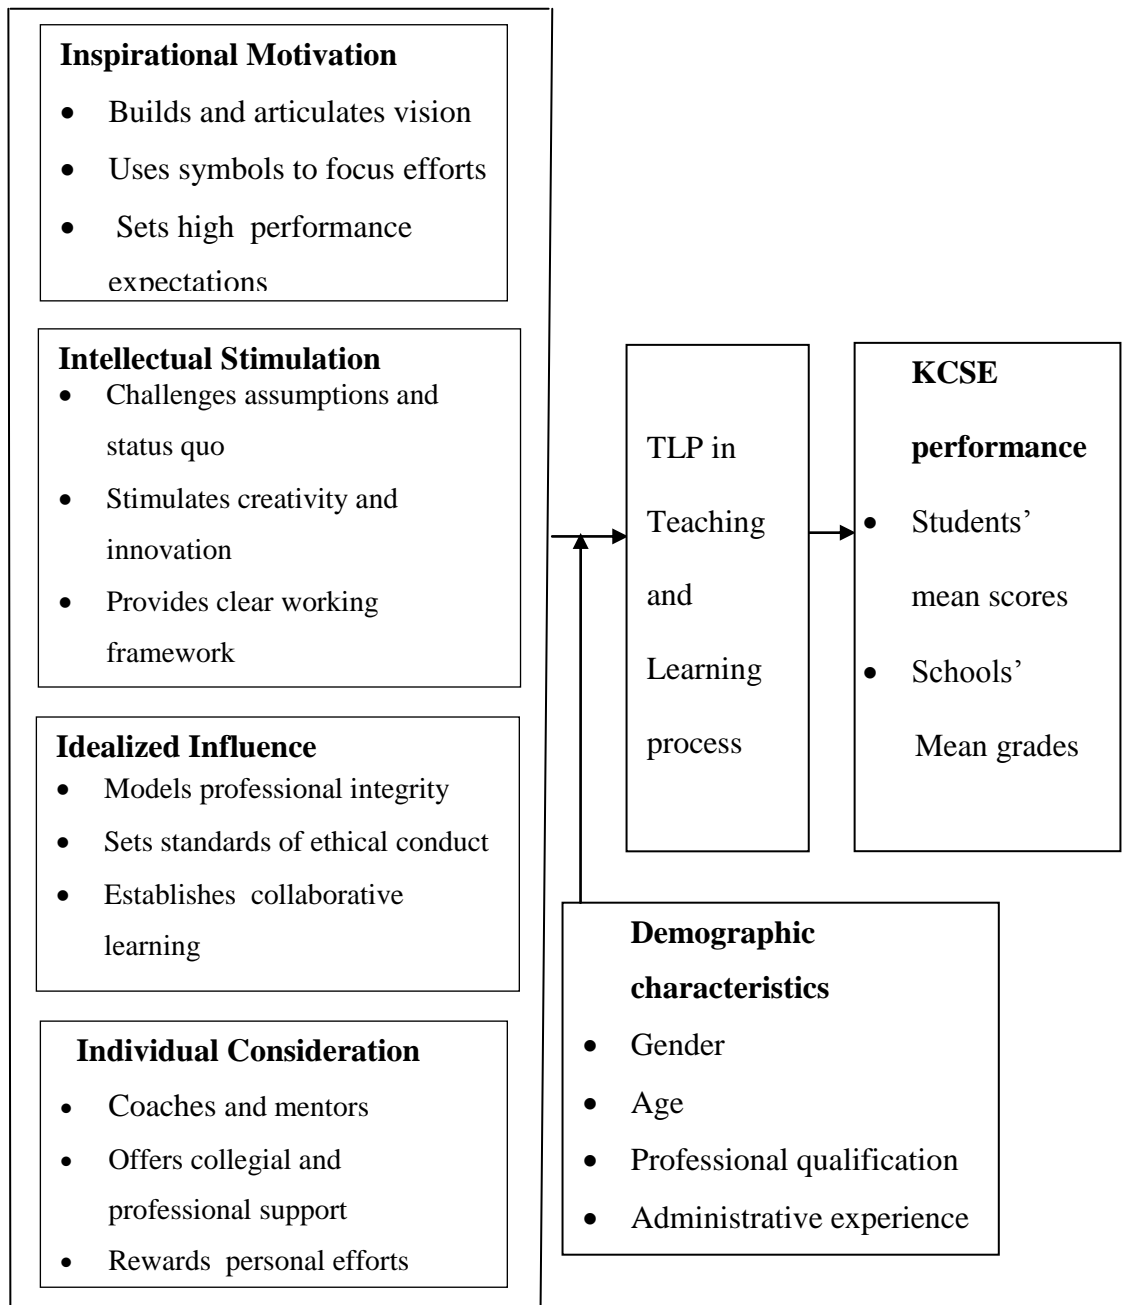 Inspirational Motivation
• Builds and articulates vision
• Uses symbols to focus efforts
• Sets high performance
expectations
Intellectual Stimulation
• Challenges assumptions and
status quo
• Stimulates creativity and
innovation
• Provides clear working
framework
Idealized Influence
• Models professional integrity
• Sets standards of ethical conduct
• Establishes collaborative
learning
Individual Consideration
• Coaches and mentors
• Offers collegial and
professional support
• Rewards personal efforts
TLP in
Teaching
and
Learning
process
KCSE
performance
• Students’
mean scores
• Schools’
Mean grades
Demographic
characteristics
• Gender
• Age
• Professional qualification
• Administrative experience